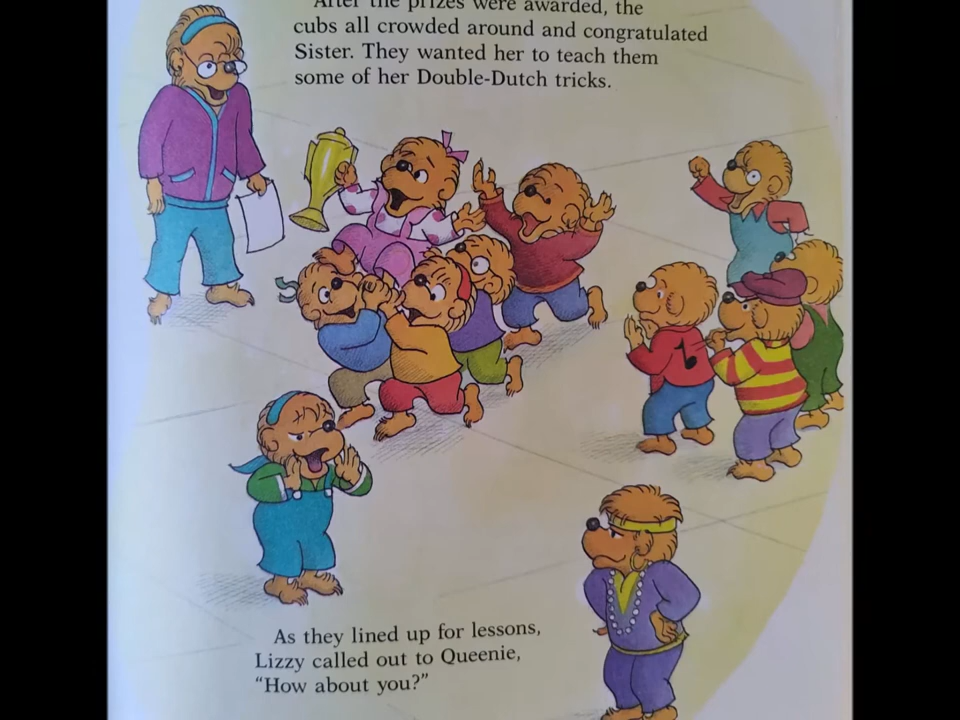 After the prizes were awarded, the
cubs all crowded around and congratulated
Sister. They wanted her to teach them
some of her Double-Dutch tricks.
As they lined up for lessons,
Lizzy called out to Queenie,
“How about you?”